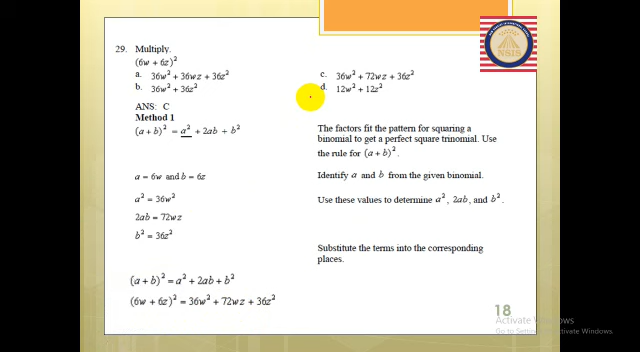 29. Multiply.
(6w + 6z)²
a. 36w² + 36wz + 36z²
b. 36w² + 36z²
c. 36w² + 72wz + 36z²
d. 12w² + 12z²
ANS: C
Method 1
(a + b)² = a² + 2ab + b²
The factors fit the pattern for squaring a
binomial to get a perfect square trinomial. Use
the rule for (a + b)².
a = 6w and b = 6z
Identify a and b from the given binomial.
a² = 36w²
Use these values to determine a², 2ab, and b².
2ab = 72wz
b² = 36z²
Substitute the terms into the corresponding
places.
(a + b)² = a² + 2ab + b²
(6w + 6z)² = 36w² + 72wz + 36z²
NSIS
18
Activate Windows
Go to Settings to activate Windows.